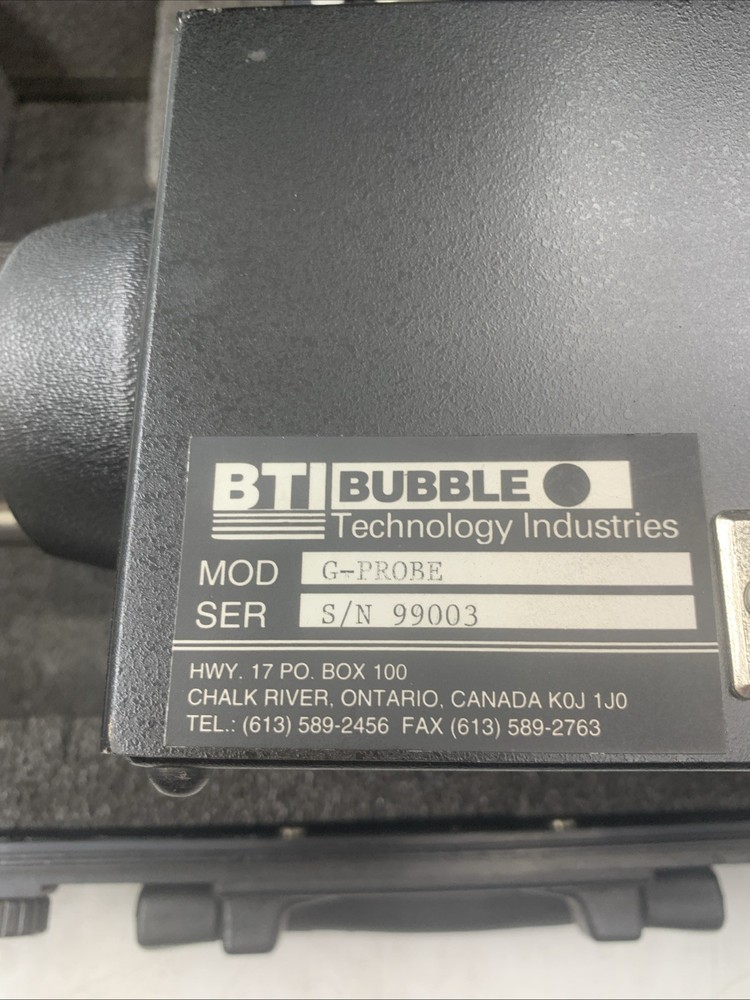 BTI BUBBLE
Technology Industries
MOD G-PROBE
SER S/N 99003
HWY. 17 PO. BOX 100
CHALK RIVER, ONTARIO, CANADA K0J 1J0
TEL.: (613) 589-2456 FAX (613) 589-2763